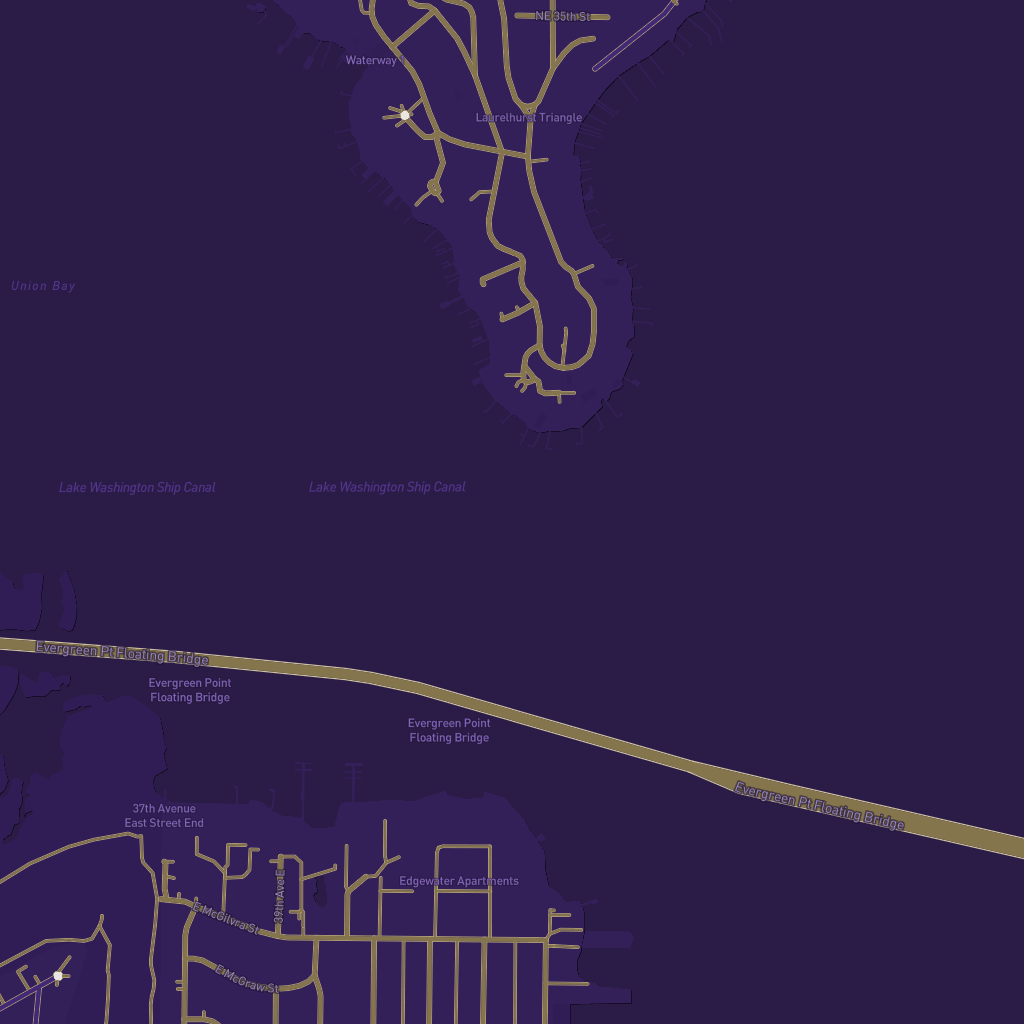 NE 35th St
Waterway
Laurelhurst Triangle
Union Bay
Lake Washington Ship Canal
Lake Washington Ship Canal
Evergreen Pt Floating Bridge
Evergreen Point
Floating Bridge
Evergreen Point
Floating Bridge
Evergreen Pt Floating Bridge
37th Avenue
East Street End
39th Ave E
Edgewater Apartments
E McGilvra St
E McGraw St